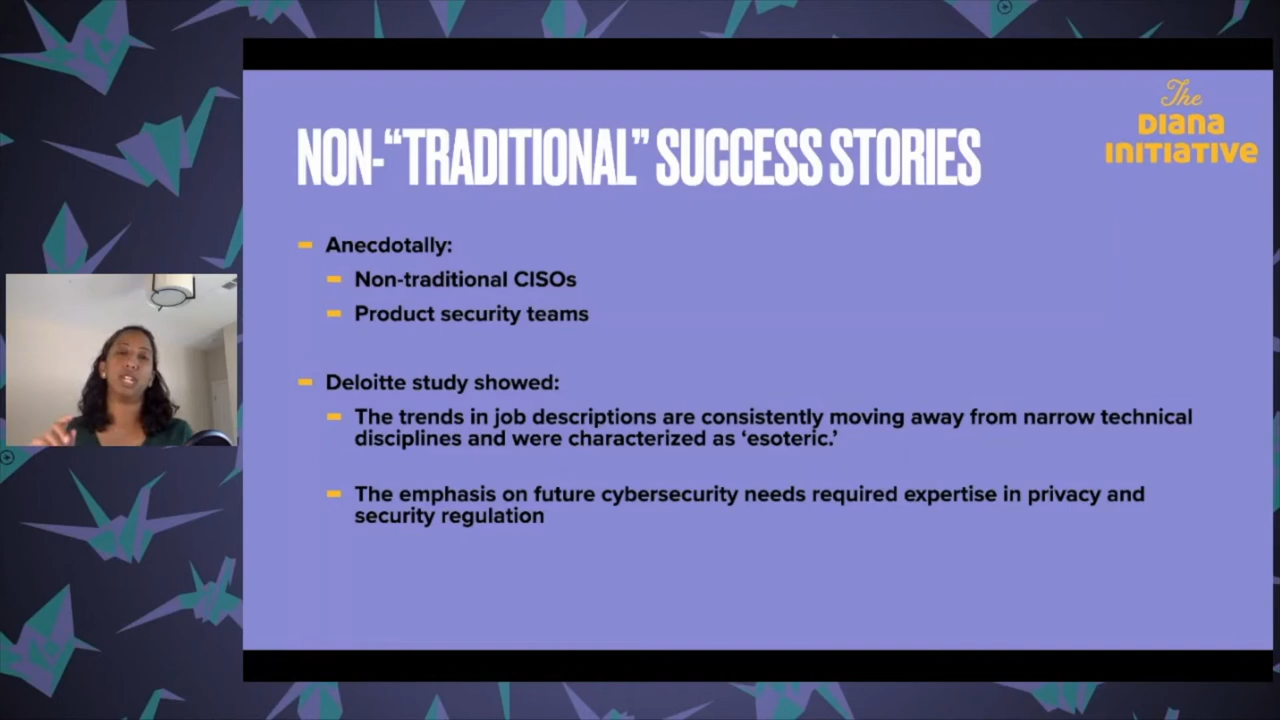 The
DIANA
INITIATIVE
NON-“TRADITIONAL” SUCCESS STORIES
Anecdotally:
Non-traditional CISOs
Product security teams
Deloitte study showed:
The trends in job descriptions are consistently moving away from narrow technical
disciplines and were characterized as ‘esoteric.’
The emphasis on future cybersecurity needs required expertise in privacy and
security regulation